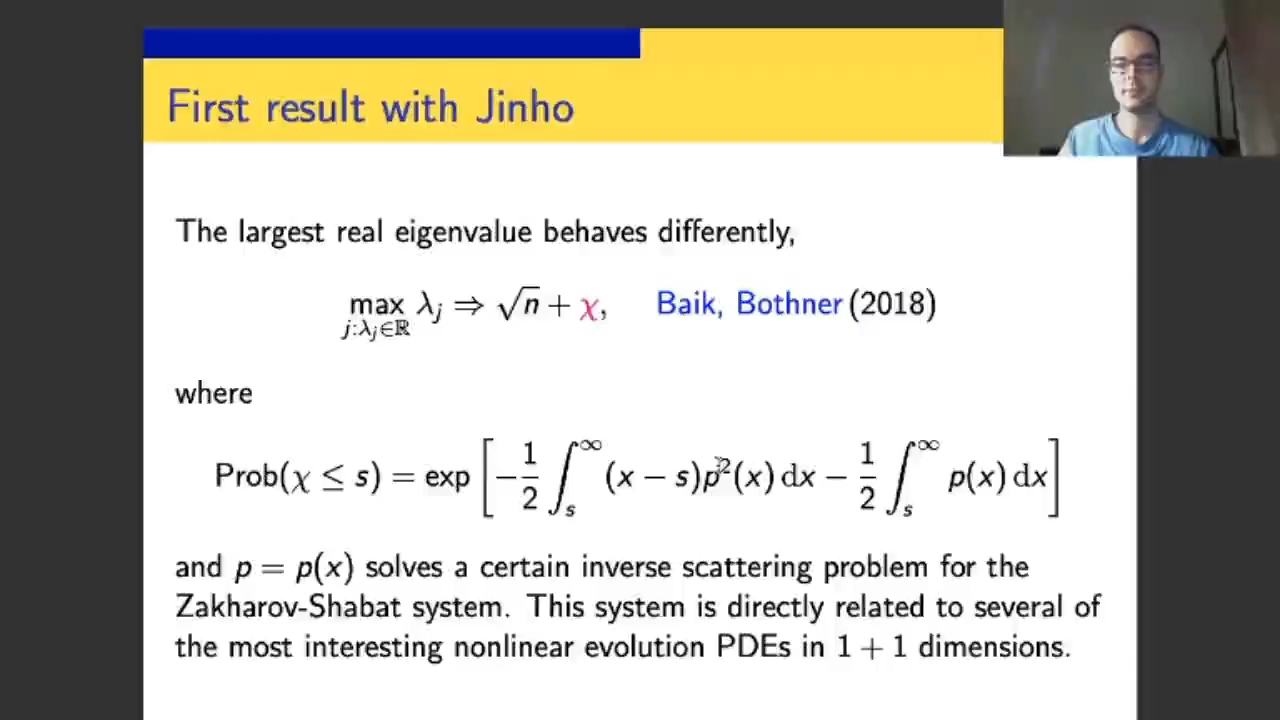 First result with Jinho
The largest real eigenvalue behaves differently,
max λj ⇒ √n + χ, Baik, Bothner (2018)
j:λj∈ℝ
where
Prob(χ ≤ s) = exp [ −1/2 ∫_s^∞ (x − s)p²(x) dx − 1/2 ∫_s^∞ p(x) dx ]
and p = p(x) solves a certain inverse scattering problem for the
Zakharov-Shabat system. This system is directly related to several of
the most interesting nonlinear evolution PDEs in 1 + 1 dimensions.